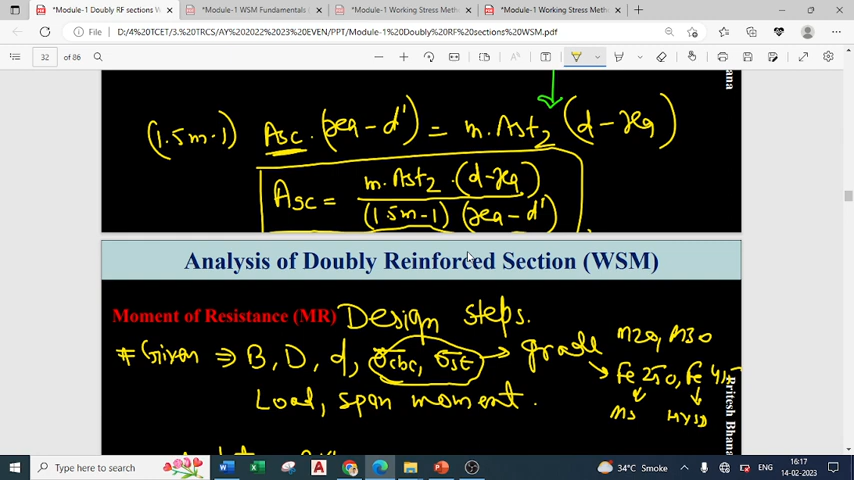 *Module-1 Doubly RF sections W
*Module-1 WSM Fundamentals
*Module-1 Working Stress Meth
*Module-1 Working Stress Meth
File
D:/4%20TCET/3.%20TRCS/AY%202022%2023%20EVEN/PPT/Module-1%20Doubly%20RF%20sections%20WSM.pdf
32 of 86
(1.5m-1) Asc.(xa-d') = m.Ast2 (d-xa)
Asc = m.Ast2.(d-xa)
(1.5m-1) (xa-d')
Analysis of Doubly Reinforced Section (WSM)
Moment of Resistance (MR) Design steps.
# Given ⇒ B, D, d, σcbc, σst → grade
M20, M30
Fe 250, Fe 415
Load, span moment.
MS HYSD
Pritesh Bhana
Type here to search
34°C Smoke
ENG
16:17
14-02-2023